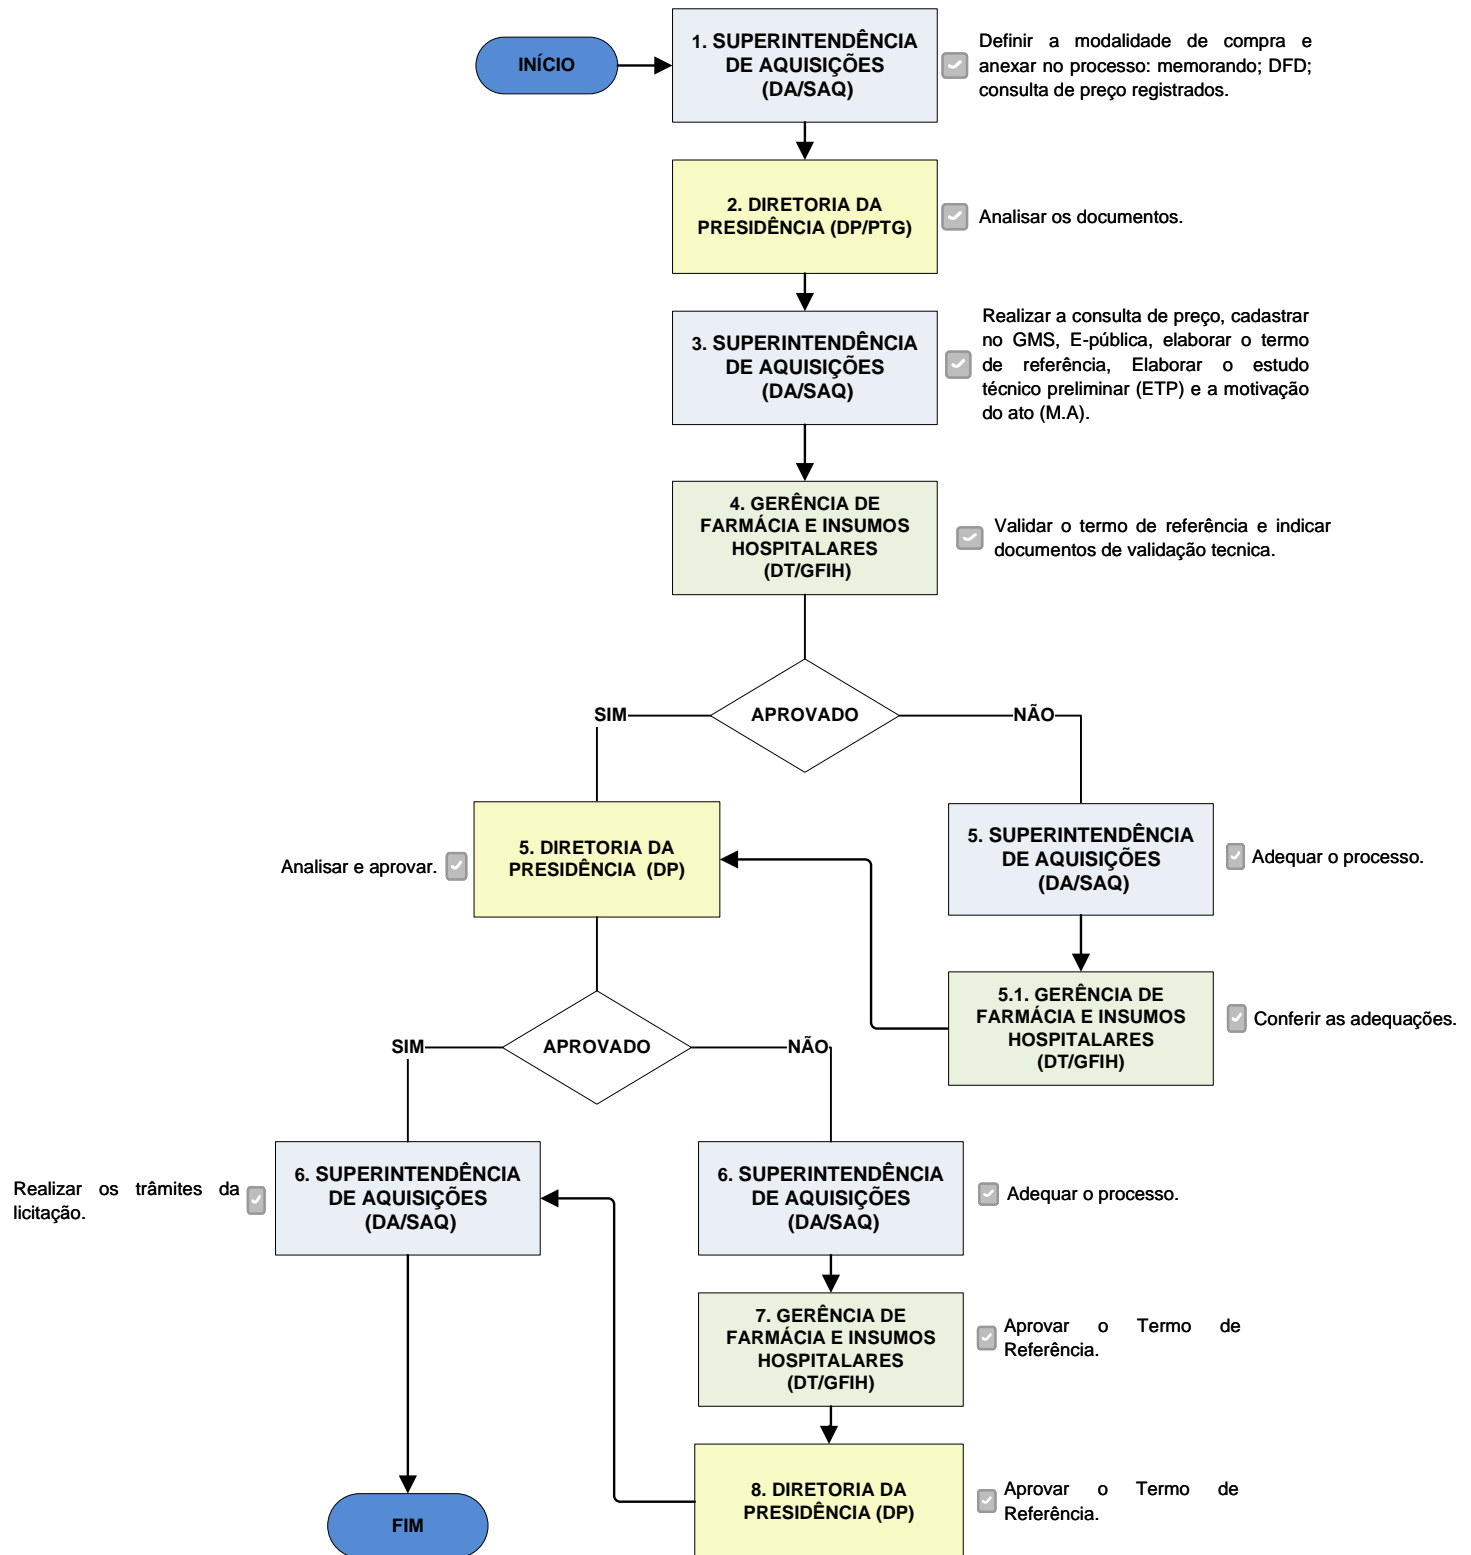 INÍCIO
1. SUPERINTENDÊNCIA
DE AQUISIÇÕES
(DA/SAQ)
Definir a modalidade de compra e
anexar no processo: memorando; DFD;
consulta de preço registrados.
2. DIRETORIA DA
PRESIDÊNCIA (DP/PTG)
Analisar os documentos.
3. SUPERINTENDÊNCIA
DE AQUISIÇÕES
(DA/SAQ)
Realizar a consulta de preço, cadastrar
no GMS, E-pública, elaborar o termo
de referência, Elaborar o estudo
técnico preliminar (ETP) e a motivação
do ato (M.A).
4. GERÊNCIA DE
FARMÁCIA E INSUMOS
HOSPITALARES
(DT/GFIH)
Validar o termo de referência e indicar
documentos de validação tecnica.
SIM
APROVADO
NÃO
Analisar e aprovar.
5. DIRETORIA DA
PRESIDÊNCIA (DP)
5. SUPERINTENDÊNCIA
DE AQUISIÇÕES
(DA/SAQ)
Adequar o processo.
5.1. GERÊNCIA DE
FARMÁCIA E INSUMOS
HOSPITALARES
(DT/GFIH)
Conferir as adequações.
SIM
APROVADO
NÃO
Realizar os trâmites da
licitação.
6. SUPERINTENDÊNCIA
DE AQUISIÇÕES
(DA/SAQ)
6. SUPERINTENDÊNCIA
DE AQUISIÇÕES
(DA/SAQ)
Adequar o processo.
7. GERÊNCIA DE
FARMÁCIA E INSUMOS
HOSPITALARES
(DT/GFIH)
Aprovar o Termo de
Referência.
8. DIRETORIA DA
PRESIDÊNCIA (DP)
Aprovar o Termo de
Referência.
FIM